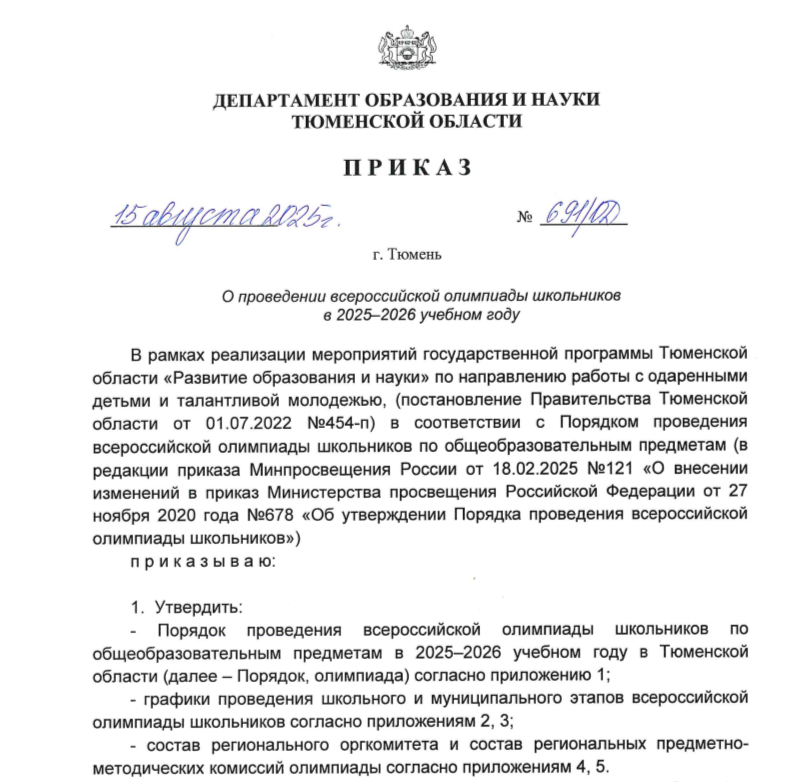 ДЕПАРТАМЕНТ ОБРАЗОВАНИЯ И НАУКИ
ТЮМЕНСКОЙ ОБЛАСТИ
П Р И К А З
15 августа 2025г. № 691/ОД
г. Тюмень
О проведении всероссийской олимпиады школьников
в 2025–2026 учебном году
В рамках реализации мероприятий государственной программы Тюменской
области «Развитие образования и науки» по направлению работы с одаренными
детьми и талантливой молодежью, (постановление Правительства Тюменской
области от 01.07.2022 №454-п) в соответствии с Порядком проведения
всероссийской олимпиады школьников по общеобразовательным предметам (в
редакции приказа Минпросвещения России от 18.02.2025 №121 «О внесении
изменений в приказ Министерства просвещения Российской Федерации от 27
ноября 2020 года №678 «Об утверждении Порядка проведения всероссийской
олимпиады школьников»)
п р и к а з ы в а ю:
1. Утвердить:
- Порядок проведения всероссийской олимпиады школьников по
общеобразовательным предметам в 2025–2026 учебном году в Тюменской
области (далее – Порядок, олимпиада) согласно приложению 1;
- графики проведения школьного и муниципального этапов всероссийской
олимпиады школьников согласно приложениям 2, 3;
- состав регионального оргкомитета и состав региональных предметно-
методических комиссий олимпиады согласно приложениям 4, 5.